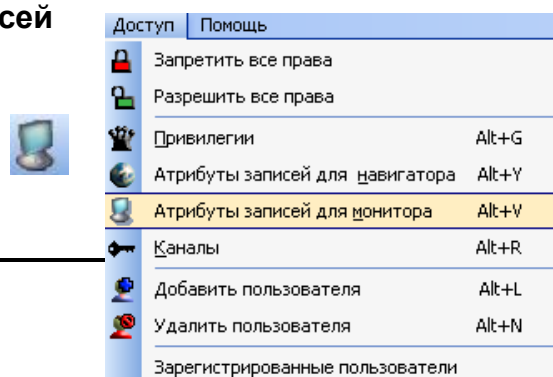 сей
Доступ Помощь
Запретить все права
Разрешить все права
Привилегии Alt+G
Атрибуты записей для навигатора Alt+Y
Атрибуты записей для монитора Alt+V
Каналы Alt+R
Добавить пользователя Alt+L
Удалить пользователя Alt+N
Зарегистрированные пользователи